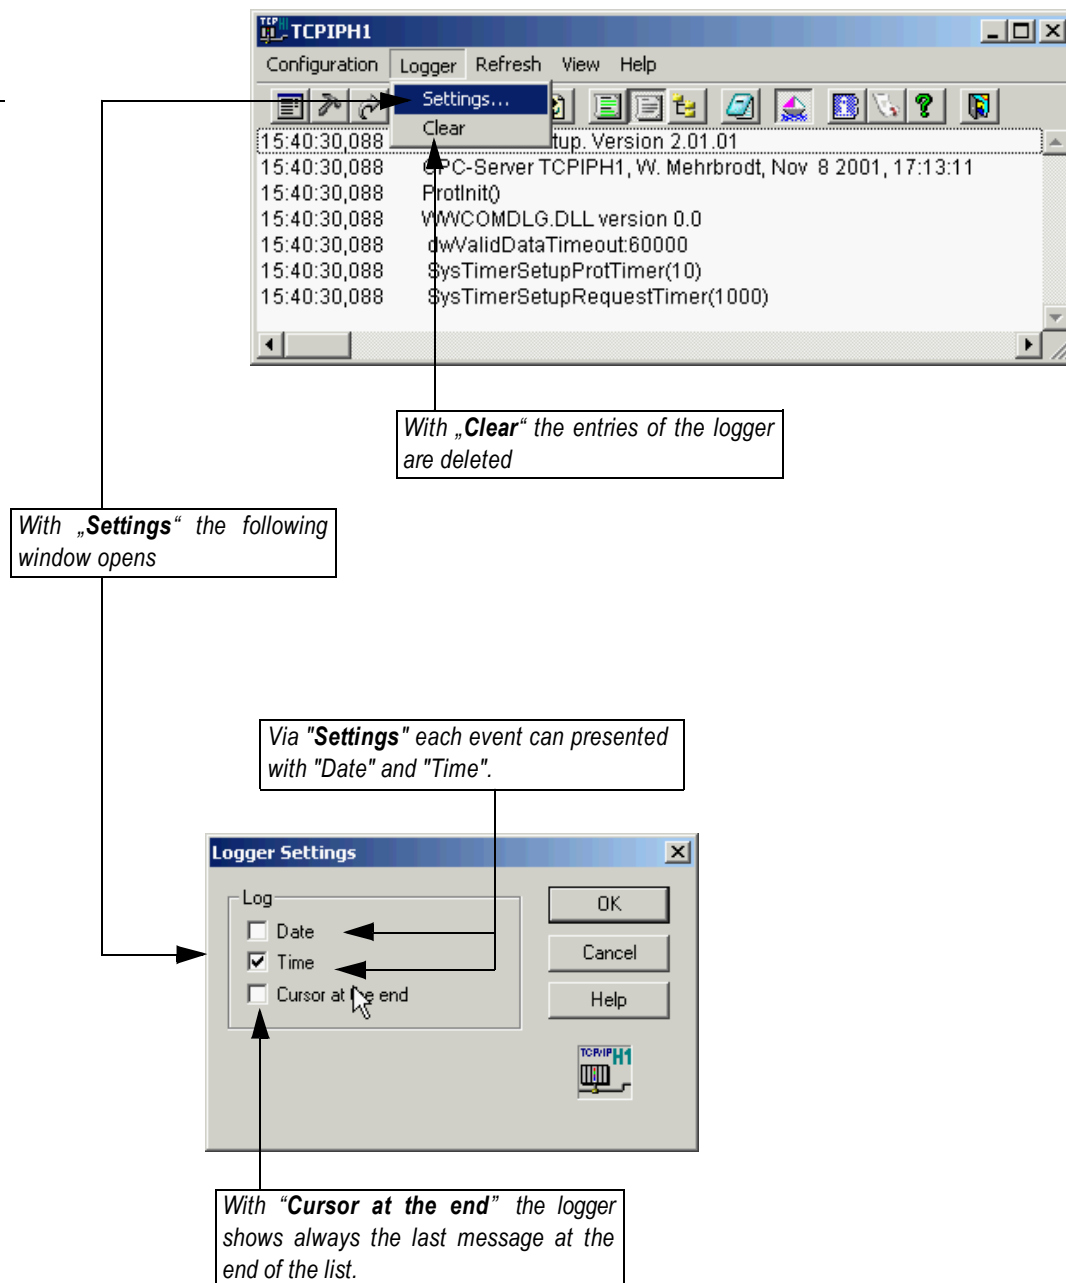 TCPIPH1
Configuration Logger Refresh View Help
Settings...
Clear
15:40:30,088 tup. Version 2.01.01
15:40:30,088 OPC-Server TCPIPH1, W. Mehrbrodt, Nov 8 2001, 17:13:11
15:40:30,088 ProtInit()
15:40:30,088 WWCOMDLG.DLL version 0.0
15:40:30,088 dwValidDataTimeout:60000
15:40:30,088 SysTimerSetupProtTimer(10)
15:40:30,088 SysTimerSetupRequestTimer(1000)
With „Clear“ the entries of the logger
are deleted
With „Settings“ the following
window opens
Via "Settings" each event can presented
with "Date" and "Time".
Logger Settings
Log
Date
Time
Cursor at the end
OK
Cancel
Help
TCP/IP H1
With “Cursor at the end” the logger
shows always the last message at the
end of the list.